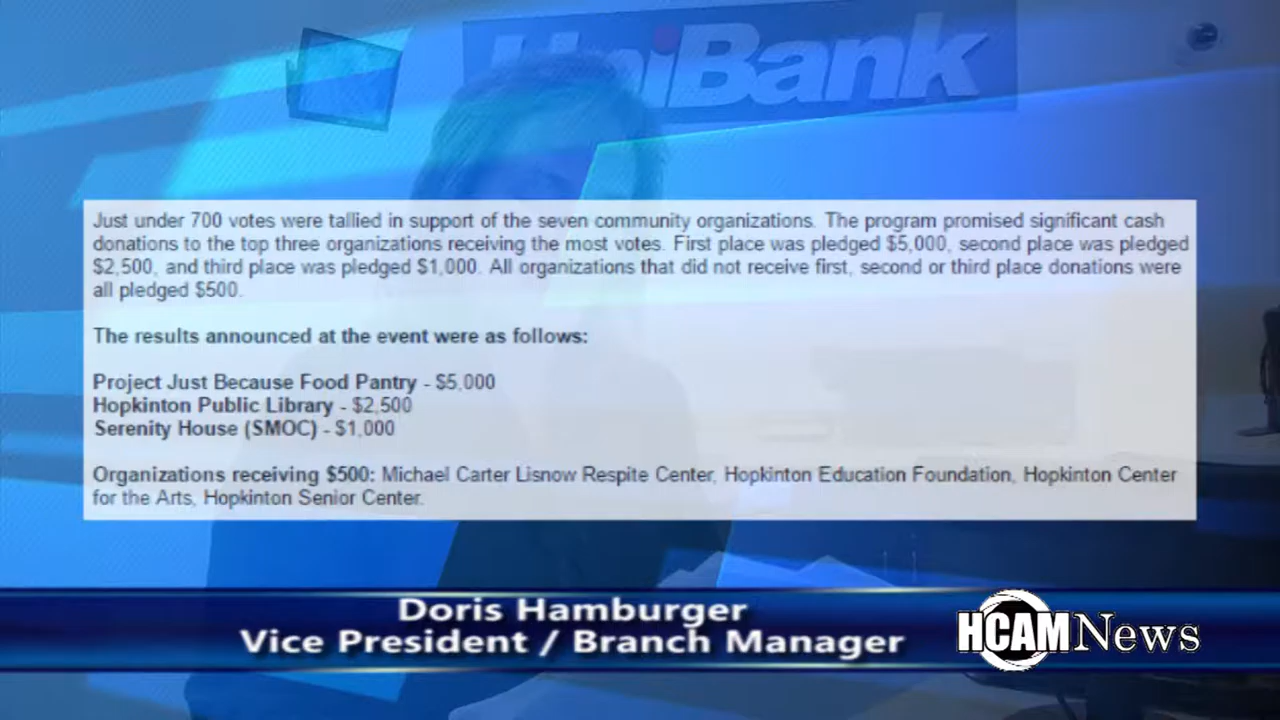 UniBank
Just under 700 votes were tallied in support of the seven community organizations. The program promised significant cash
donations to the top three organizations receiving the most votes. First place was pledged $5,000, second place was pledged
$2,500, and third place was pledged $1,000. All organizations that did not receive first, second or third place donations were
all pledged $500.
The results announced at the event were as follows:
Project Just Because Food Pantry - $5,000
Hopkinton Public Library - $2,500
Serenity House (SMOC) - $1,000
Organizations receiving $500: Michael Carter Lisnow Respite Center, Hopkinton Education Foundation, Hopkinton Center
for the Arts, Hopkinton Senior Center.
Doris Hamburger
Vice President / Branch Manager
HCAM News